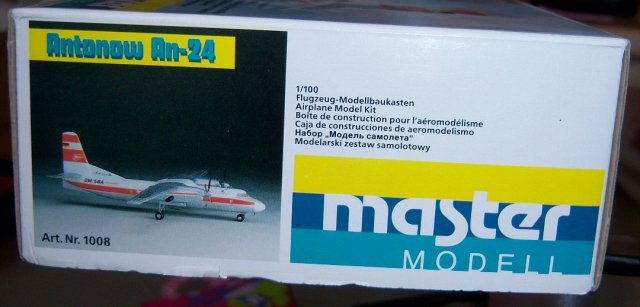 Antonow An-24
DM-SBA
Art. Nr. 1008
1/100
Flugzeug-Modellbaukasten
Airplane Model Kit
Boîte de construction pour l'aéromodélisme
Caja de construcciones de aeromodelismo
Набор „Модель самолета"
Modelarski zestaw samolotowy
master
MODELL